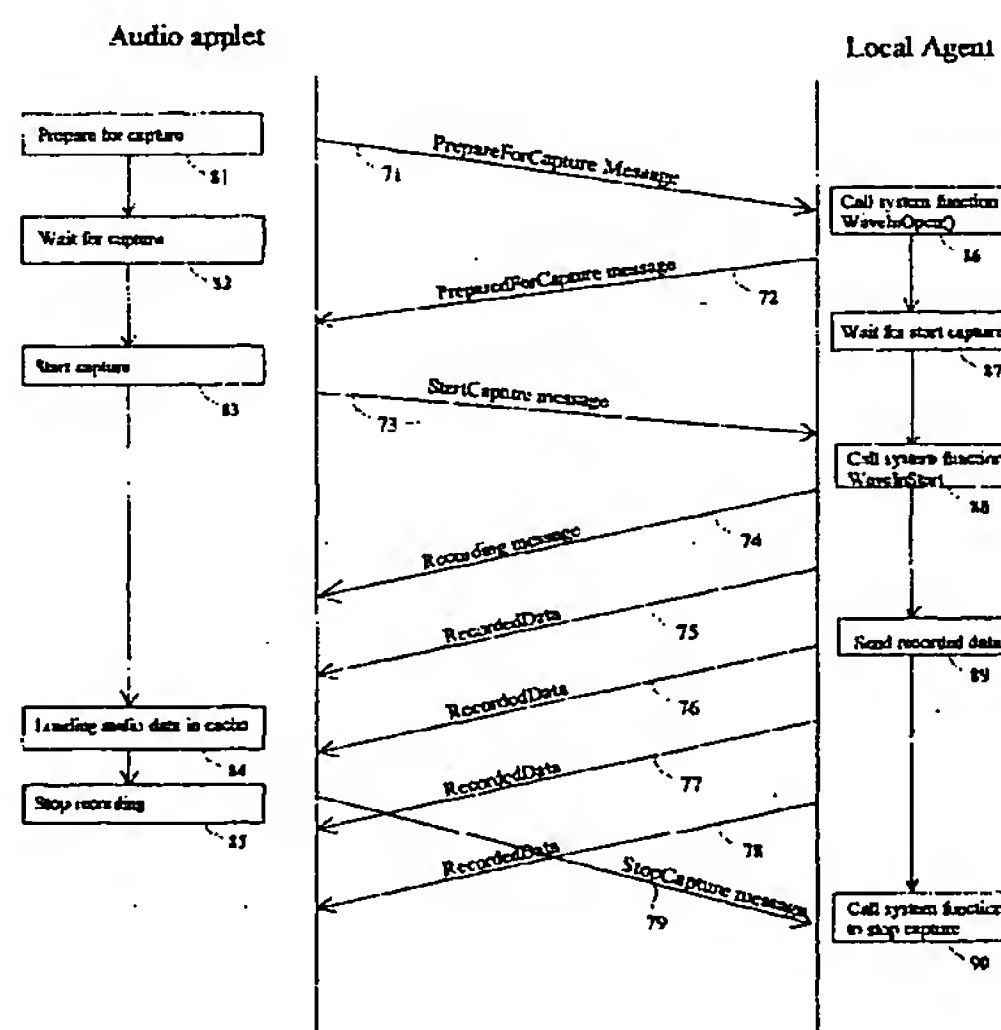 Audio applet
Local Agent
Prepare for capture
81
PrepareForCapture Message
71
Call system function
WaveInOpen()
86
Wait for capture
82
PreparedForCapture message
72
Wait for start capture
87
Start capture
83
StartCapture message
73
Call system function
WaveInStart
88
Recording message
74
RecordedData
75
Send recorded data
89
RecordedData
76
Loading audio data in cache
84
RecordedData
77
Stop recording
85
RecordedData
78
StopCapture message
79
Call system function
to stop capture
90